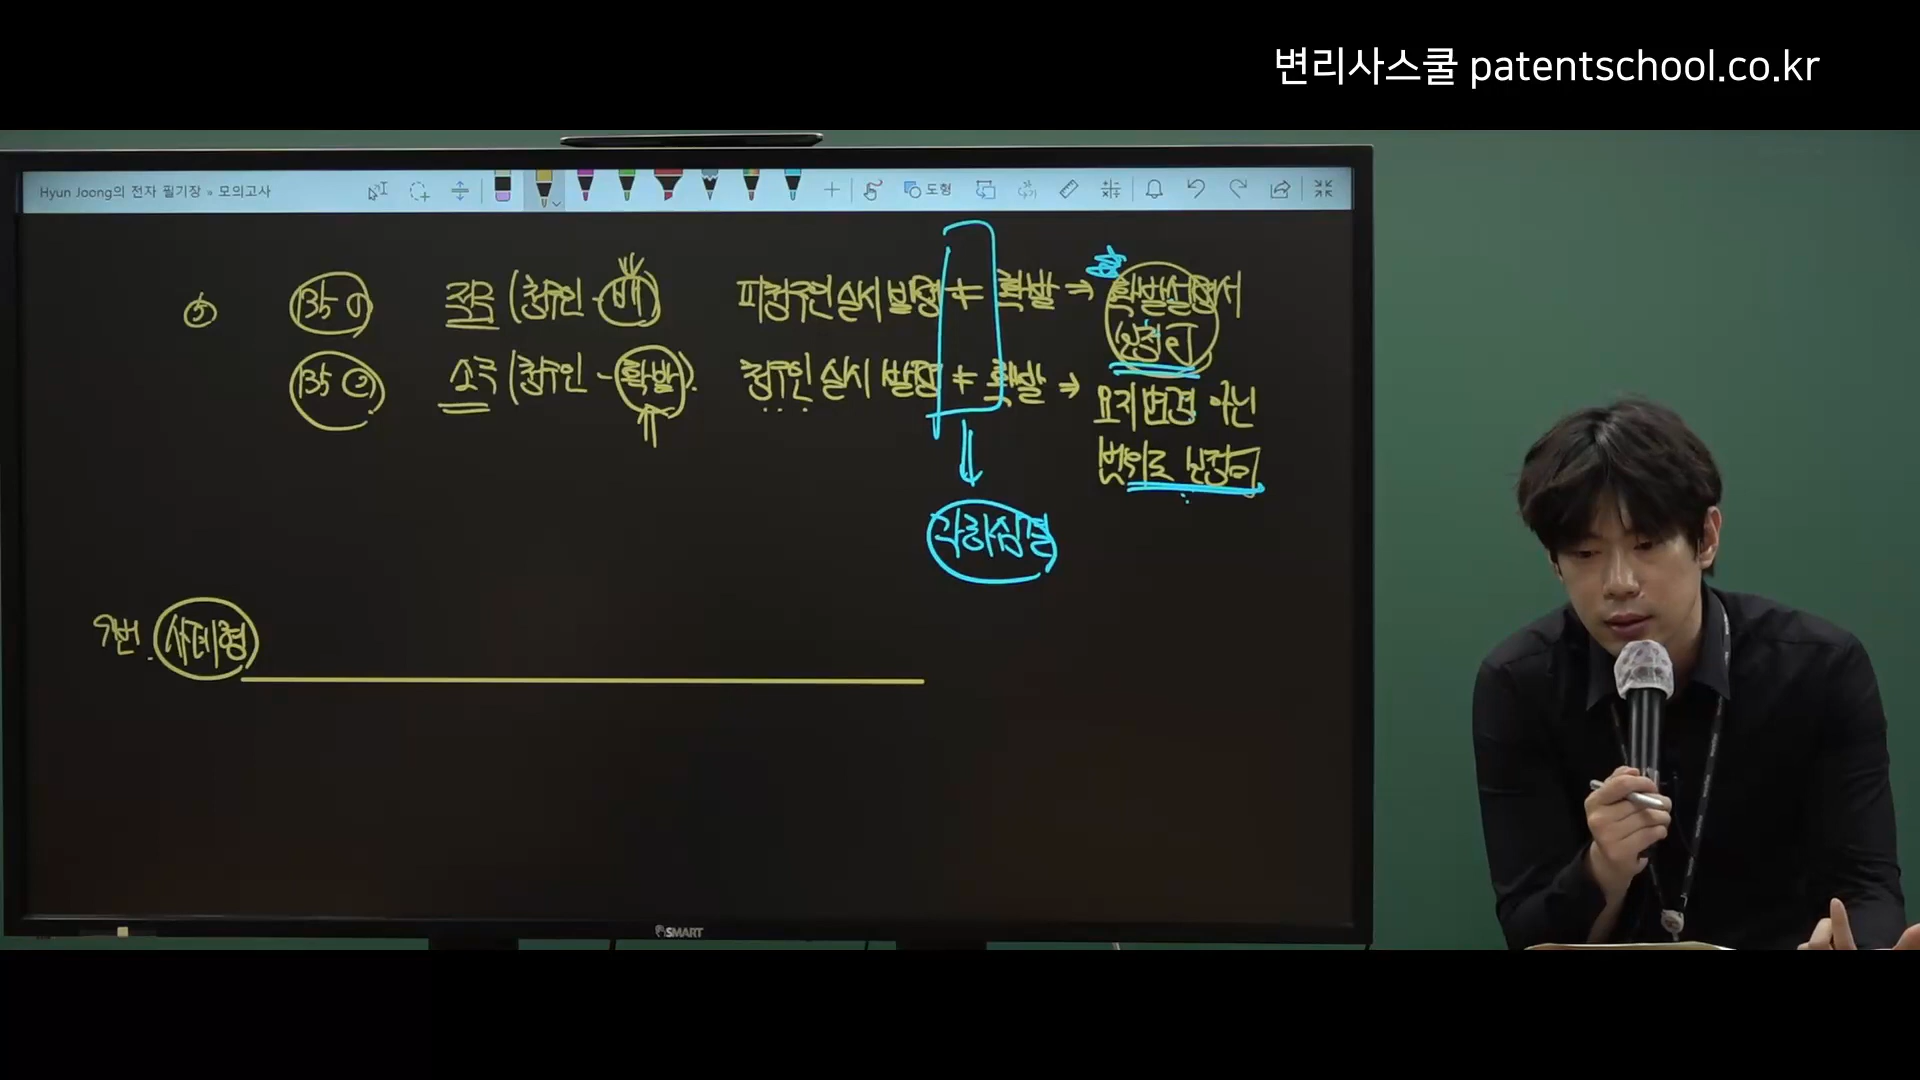 변리사스쿨 patentschool.co.kr
Hyun Joong의 전자 필기장 » 모의고사
도형
⑤ 135 ① 적극 (청구인 - 배) 피청구인 실시 발명 ≠ 확발 ⇒ 확발설명서
보정
135 ② 소극 (청구인 - 확발). 청구인 실시 발명 ≠ 확발 ⇒
요지변경 아닌
범위로 보정
각하심결
9번. 사례형
SMART